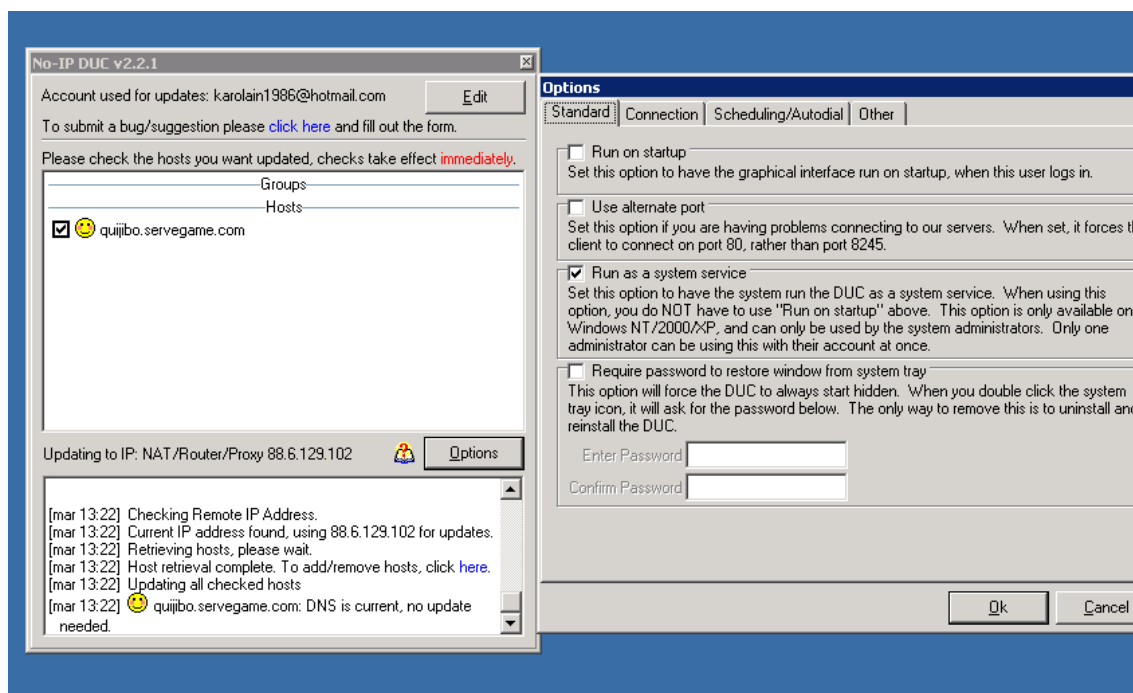 No-IP DUC v2.2.1
Account used for updates: karolain1986@hotmail.com
Edit
To submit a bug/suggestion please click here and fill out the form.
Please check the hosts you want updated, checks take effect immediately.
Groups
Hosts
quijibo.servegame.com
Updating to IP: NAT/Router/Proxy 88.6.129.102
Options
[mar 13:22] Checking Remote IP Address.
[mar 13:22] Current IP address found, using 88.6.129.102 for updates.
[mar 13:22] Retrieving hosts, please wait.
[mar 13:22] Host retrieval complete. To add/remove hosts, click here.
[mar 13:22] Updating all checked hosts
[mar 13:22] quijibo.servegame.com: DNS is current, no update
needed.
Options
Standard
Connection
Scheduling/Autodial
Other
Run on startup
Set this option to have the graphical interface run on startup, when this user logs in.
Use alternate port
Set this option if you are having problems connecting to our servers. When set, it forces
client to connect on port 80, rather than port 8245.
Run as a system service
Set this option to have the system run the DUC as a system service. When using this
option, you do NOT have to use "Run on startup" above. This option is only available on
Windows NT/2000/XP, and can only be used by the system administrators. Only one
administrator can be using this with their account at once.
Require password to restore window from system tray
This option will force the DUC to always start hidden. When you double click the system
tray icon, it will ask for the password below. The only way to remove this is to uninstall and
reinstall the DUC.
Enter Password
Confirm Password
Ok
Cancel